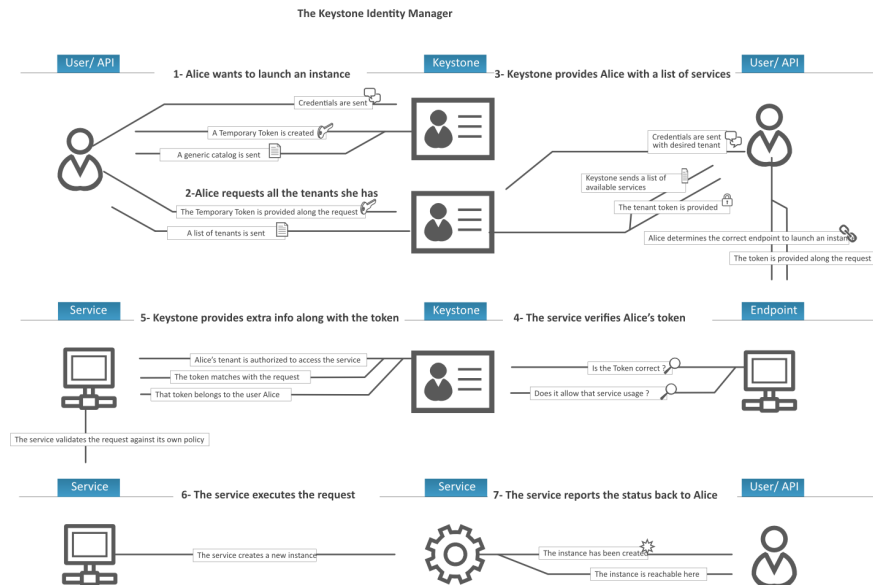 The Keystone Identity Manager
User/ API
Keystone
User/ API
1- Alice wants to launch an instance
3- Keystone provides Alice with a list of services
Credentials are sent
A Temporary Token is created
A generic catalog is sent
Credentials are sent
with desired tenant
Keystone sends a list of
available services
The tenant token is provided
2-Alice requests all the tenants she has
The Temporary Token is provided along the request
A list of tenants is sent
Alice determines the correct endpoint to launch an instance
The token is provided along the request
Service
Keystone
Endpoint
5- Keystone provides extra info along with the token
4- The service verifies Alice's token
Alice's tenant is authorized to access the service
The token matches with the request
That token belongs to the user Alice
Is the Token correct ?
Does it allow that service usage ?
The service validates the request against its own policy
Service
Service
User/ API
6- The service executes the request
7- The service reports the status back to Alice
The service creates a new instance
The instance has been created
The instance is reachable here